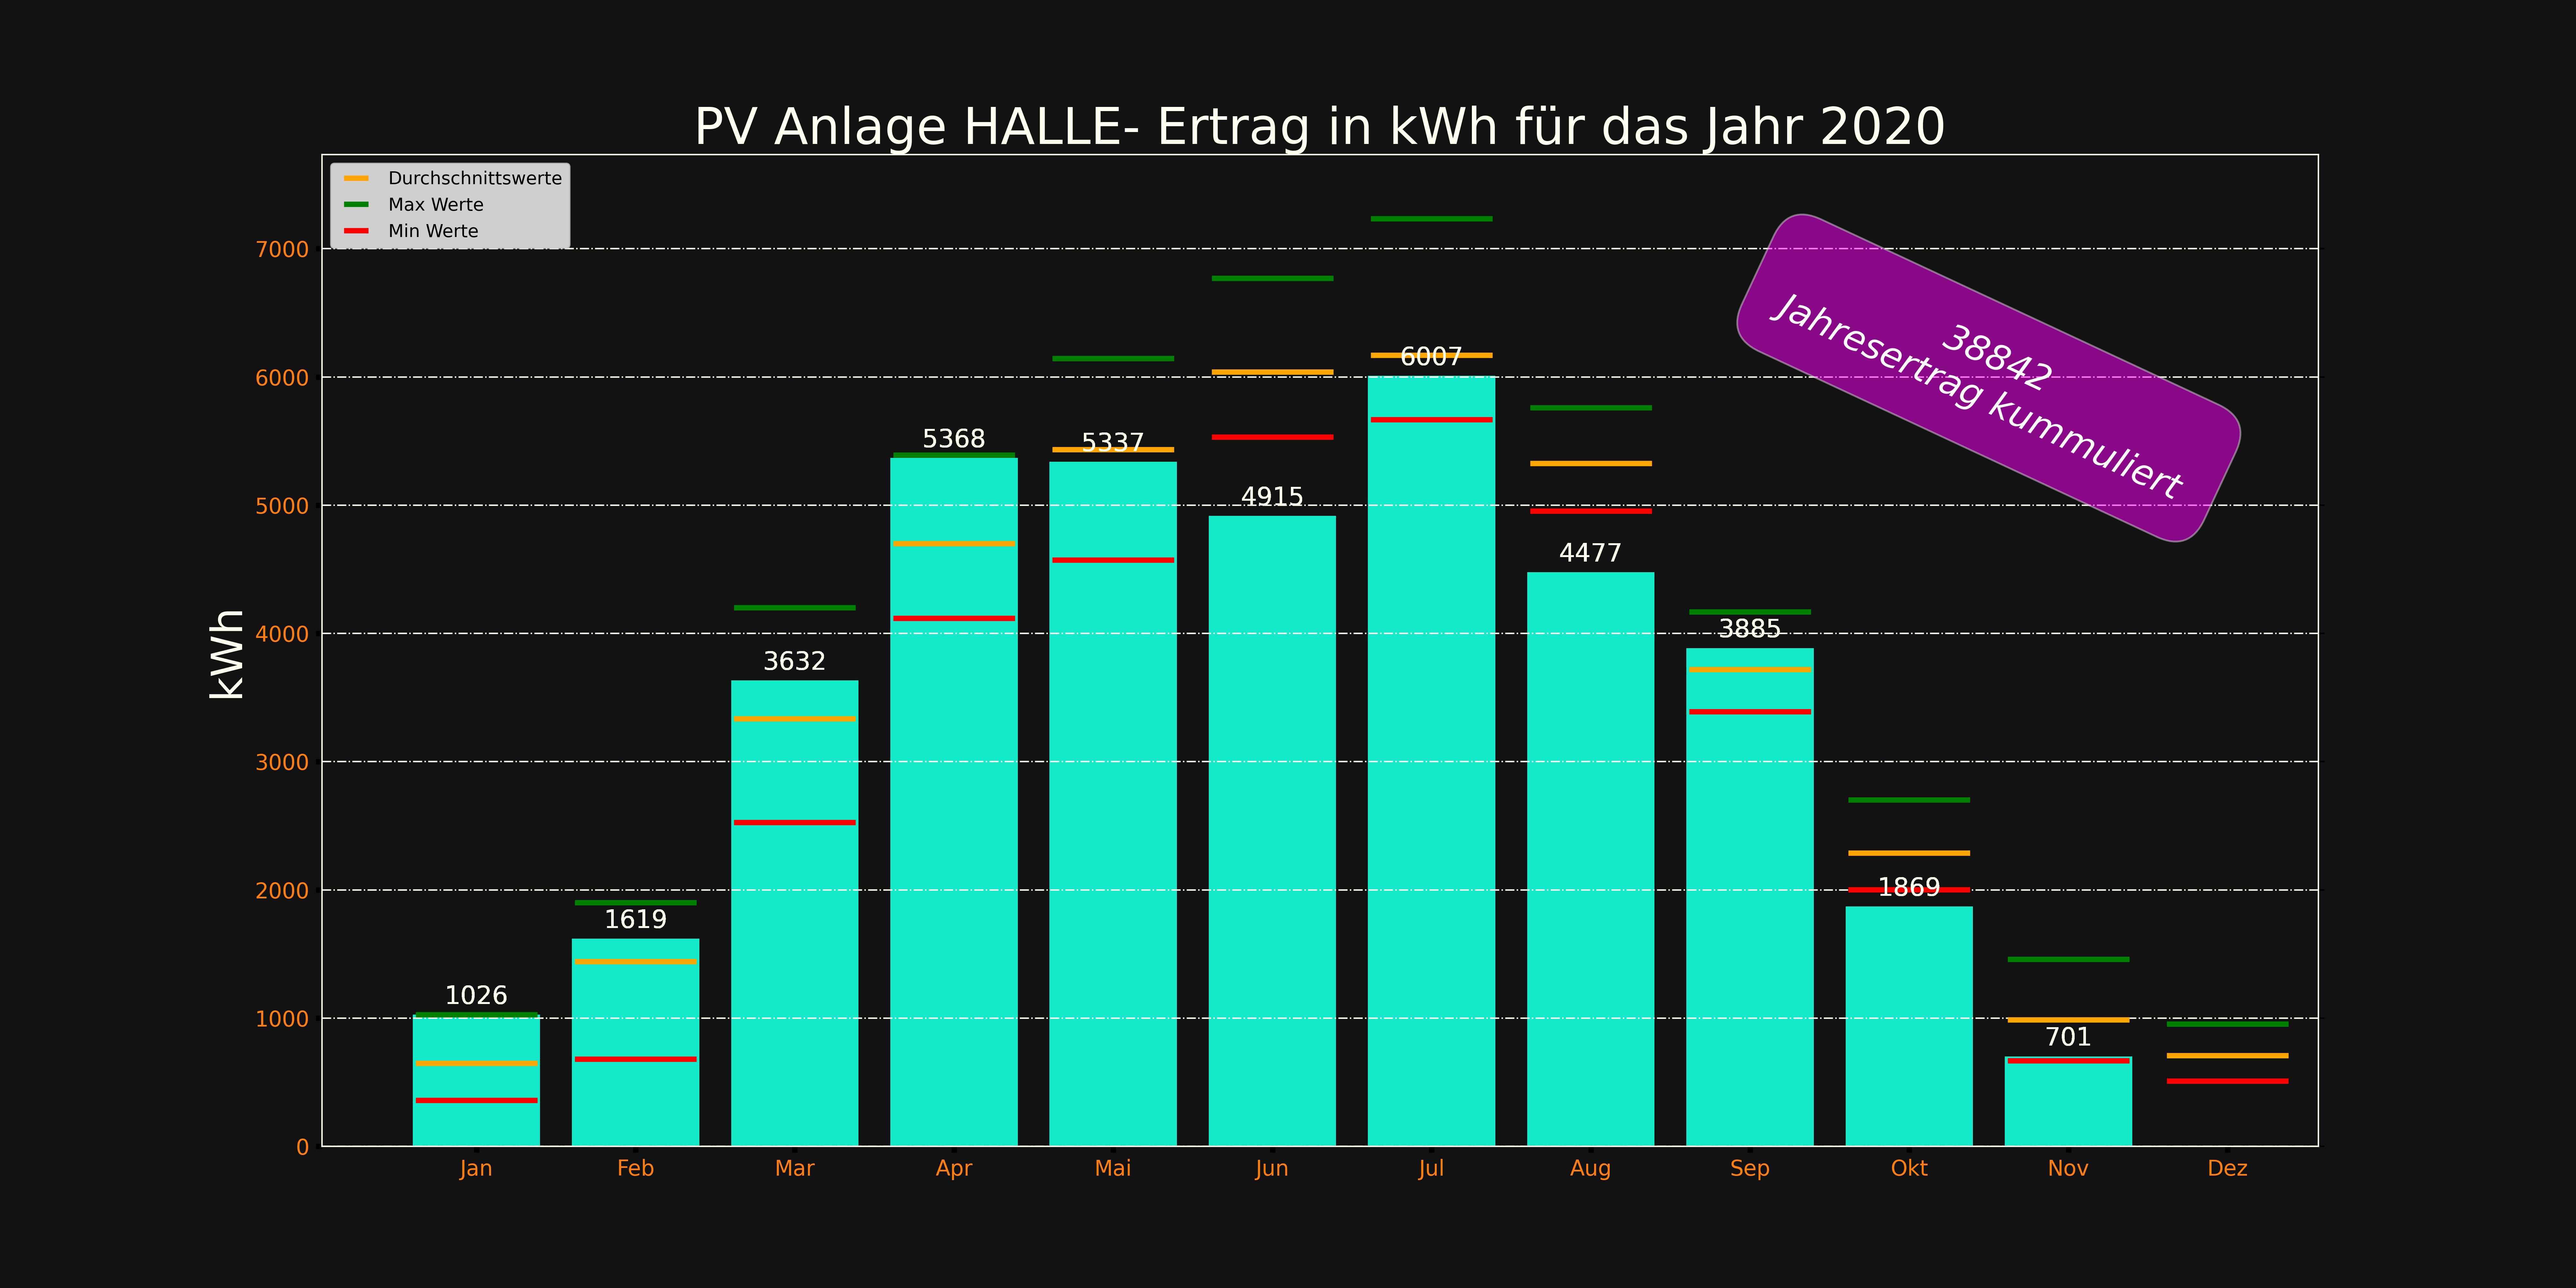 PV Anlage HALLE- Ertrag in kWh für das Jahr 2020
Durchschnittswerte
Max Werte
Min Werte
38842
Jahresertrag kummuliert
kWh
7000
6000
5000
4000
3000
2000
1000
0
1026
1619
3632
5368
5337
4915
6007
4477
3885
1869
701
Jan
Feb
Mar
Apr
Mai
Jun
Jul
Aug
Sep
Okt
Nov
Dez